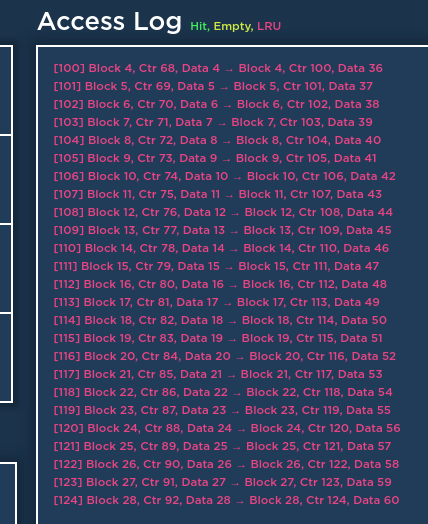 Access Log Hit, Empty, LRU
[100] Block 4, Ctr 68, Data 4 → Block 4, Ctr 100, Data 36
[101] Block 5, Ctr 69, Data 5 → Block 5, Ctr 101, Data 37
[102] Block 6, Ctr 70, Data 6 → Block 6, Ctr 102, Data 38
[103] Block 7, Ctr 71, Data 7 → Block 7, Ctr 103, Data 39
[104] Block 8, Ctr 72, Data 8 → Block 8, Ctr 104, Data 40
[105] Block 9, Ctr 73, Data 9 → Block 9, Ctr 105, Data 41
[106] Block 10, Ctr 74, Data 10 → Block 10, Ctr 106, Data 42
[107] Block 11, Ctr 75, Data 11 → Block 11, Ctr 107, Data 43
[108] Block 12, Ctr 76, Data 12 → Block 12, Ctr 108, Data 44
[109] Block 13, Ctr 77, Data 13 → Block 13, Ctr 109, Data 45
[110] Block 14, Ctr 78, Data 14 → Block 14, Ctr 110, Data 46
[111] Block 15, Ctr 79, Data 15 → Block 15, Ctr 111, Data 47
[112] Block 16, Ctr 80, Data 16 → Block 16, Ctr 112, Data 48
[113] Block 17, Ctr 81, Data 17 → Block 17, Ctr 113, Data 49
[114] Block 18, Ctr 82, Data 18 → Block 18, Ctr 114, Data 50
[115] Block 19, Ctr 83, Data 19 → Block 19, Ctr 115, Data 51
[116] Block 20, Ctr 84, Data 20 → Block 20, Ctr 116, Data 52
[117] Block 21, Ctr 85, Data 21 → Block 21, Ctr 117, Data 53
[118] Block 22, Ctr 86, Data 22 → Block 22, Ctr 118, Data 54
[119] Block 23, Ctr 87, Data 23 → Block 23, Ctr 119, Data 55
[120] Block 24, Ctr 88, Data 24 → Block 24, Ctr 120, Data 56
[121] Block 25, Ctr 89, Data 25 → Block 25, Ctr 121, Data 57
[122] Block 26, Ctr 90, Data 26 → Block 26, Ctr 122, Data 58
[123] Block 27, Ctr 91, Data 27 → Block 27, Ctr 123, Data 59
[124] Block 28, Ctr 92, Data 28 → Block 28, Ctr 124, Data 60